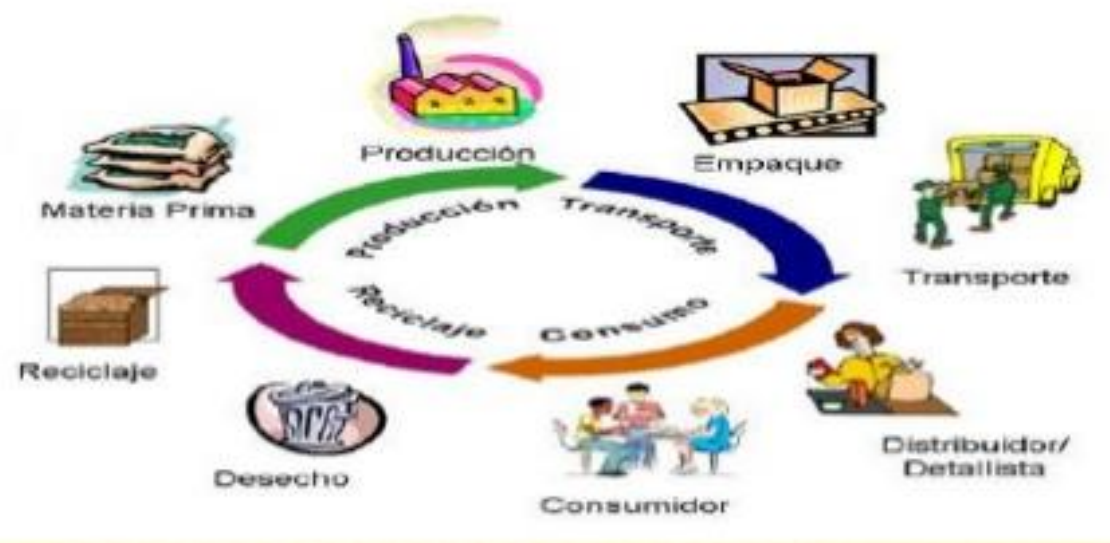 Producción
Empaque
Materia Prima
Producción
Transporte
Transporte
Reciclaje
Consumo
Reciclaje
Desecho
Distribuidor/
Detallista
Consumidor